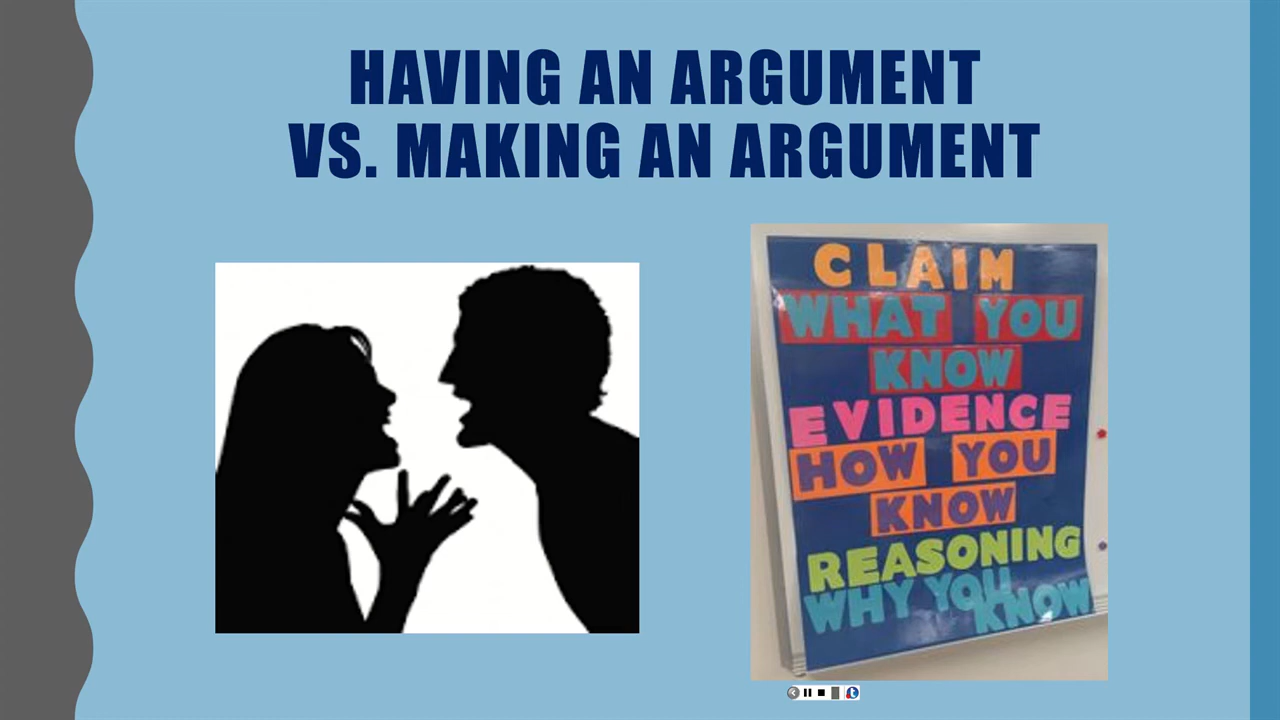 HAVING AN ARGUMENT
VS. MAKING AN ARGUMENT
CLAIM
WHAT YOU
KNOW
EVIDENCE
HOW YOU
KNOW
REASONING
WHY YOU
KNOW